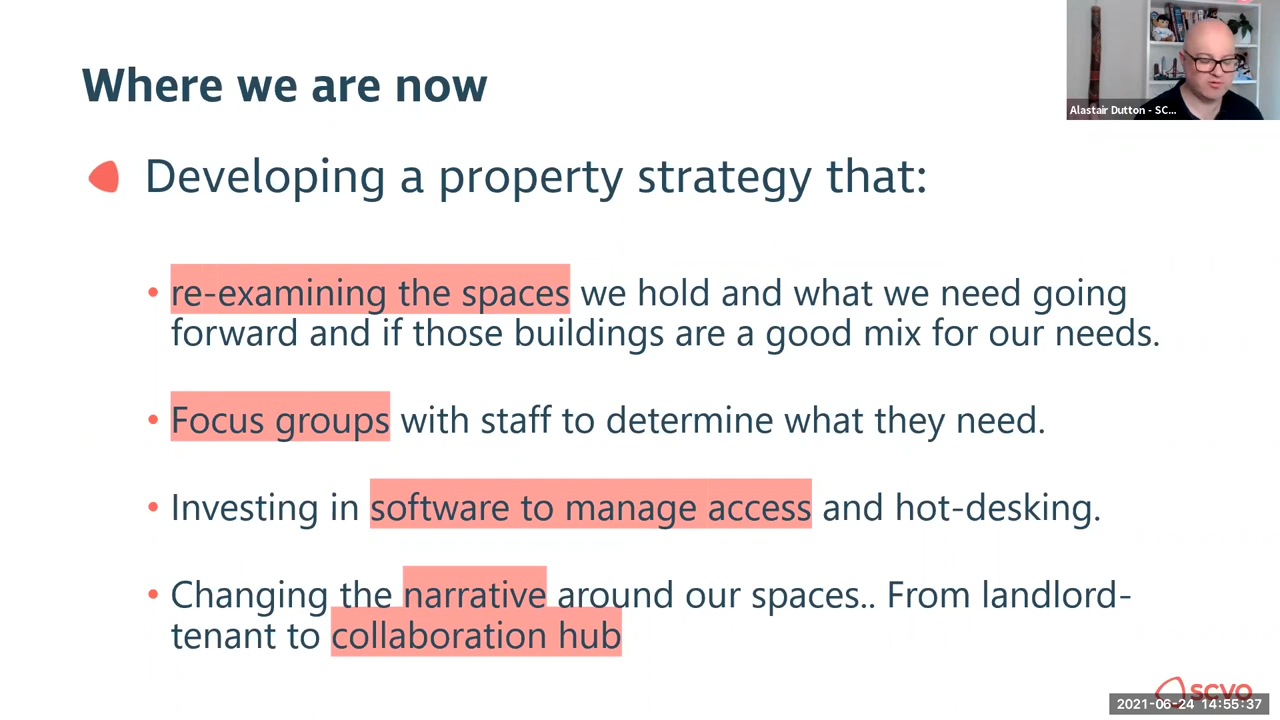 Where we are now
Alastair Dutton - SC...
Developing a property strategy that:
• re-examining the spaces we hold and what we need going
forward and if those buildings are a good mix for our needs.
• Focus groups with staff to determine what they need.
• Investing in software to manage access and hot-desking.
• Changing the narrative around our spaces.. From landlord-
tenant to collaboration hub
scvo
2021-06-24 14:55:37